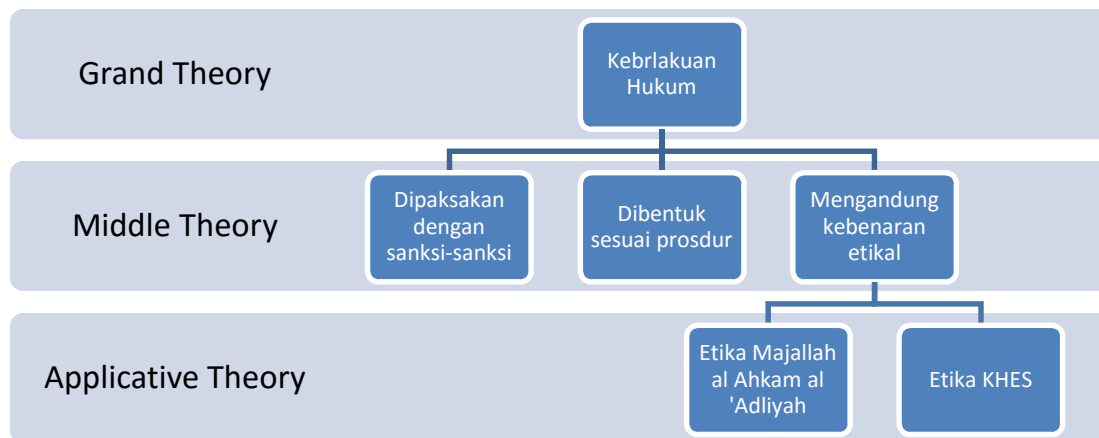 Grand Theory
Kebrlakuan
Hukum
Middle Theory
Dipaksakan
dengan
sanksi-sanksi
Dibentuk
sesuai prosdur
Mengandung
kebenaran
etikal
Applicative Theory
Etika Majallah
al Ahkam al
'Adliyah
Etika KHES